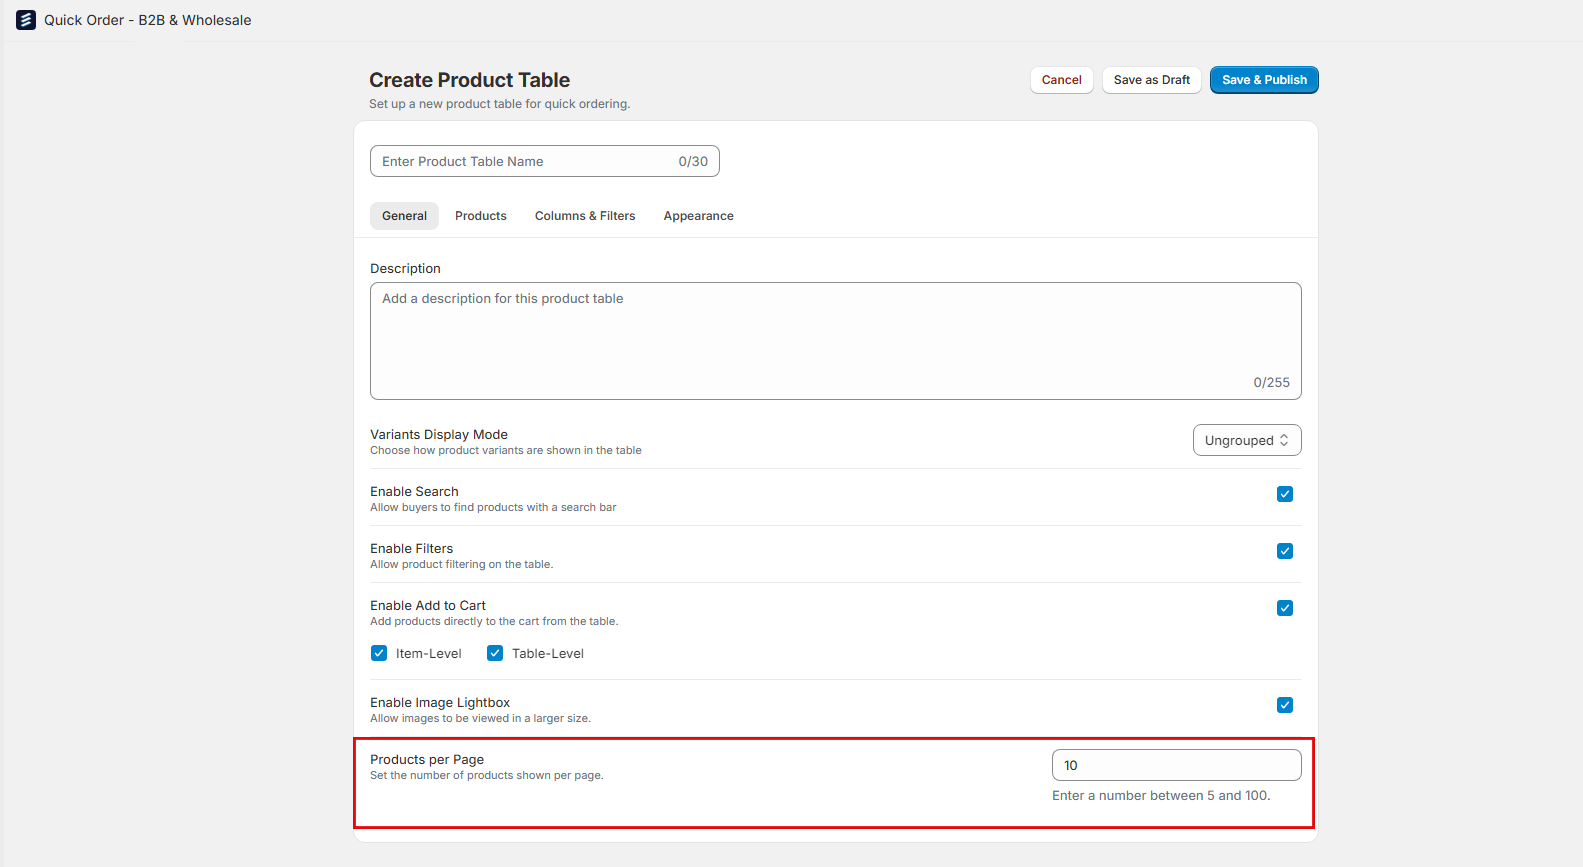 Quick Order - B2B & Wholesale
Create Product Table
Set up a new product table for quick ordering.
Cancel
Save as Draft
Save & Publish
Enter Product Table Name 0/30
General Products Columns & Filters Appearance
Description
Add a description for this product table
0/255
Variants Display Mode
Choose how product variants are shown in the table
Ungrouped
Enable Search
Allow buyers to find products with a search bar
Enable Filters
Allow product filtering on the table.
Enable Add to Cart
Add products directly to the cart from the table.
Item-Level Table-Level
Enable Image Lightbox
Allow images to be viewed in a larger size.
Products per Page
Set the number of products shown per page.
10
Enter a number between 5 and 100.